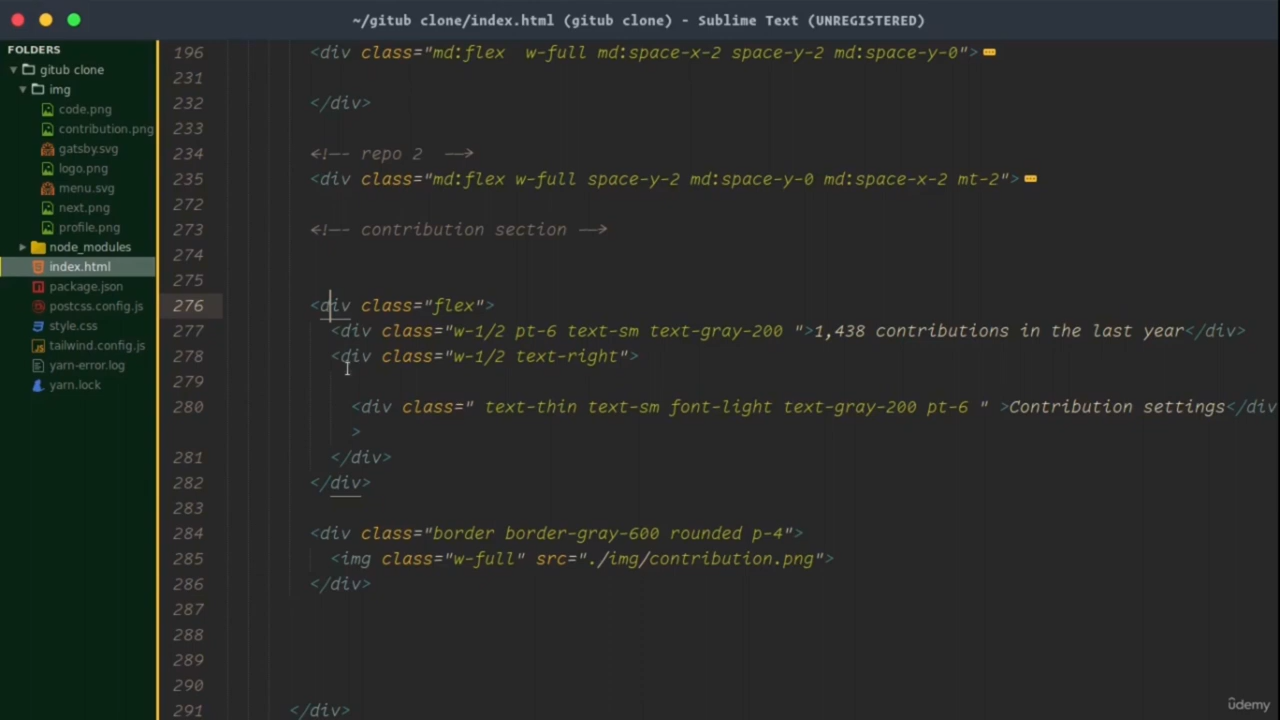 ~/gitub clone/index.html (gitub clone) - Sublime Text (UNREGISTERED)
FOLDERS
gitub clone
img
code.png
contribution.png
gatsby.svg
logo.png
menu.svg
next.png
profile.png
node_modules
index.html
package.json
postcss.config.js
style.css
tailwind.config.js
yarn-error.log
yarn.lock
196 <div class="md:flex  w-full md:space-x-2 space-y-2 md:space-y-0">
231
232 </div>
233
234 <!-- repo 2  -->
235 <div class="md:flex w-full space-y-2 md:space-y-0 md:space-x-2 mt-2">
272
273 <!-- contribution section -->
274
275
276 <div class="flex">
277 <div class="w-1/2 pt-6 text-sm text-gray-200 ">1,438 contributions in the last year</div>
278 <div class="w-1/2 text-right">
279
280 <div class=" text-thin text-sm font-light text-gray-200 pt-6 " >Contribution settings</div
>
281 </div>
282 </div>
283
284 <div class="border border-gray-600 rounded p-4">
285 <img class="w-full" src="./img/contribution.png">
286 </div>
287
288
289
290
291 </div>
ûdemy